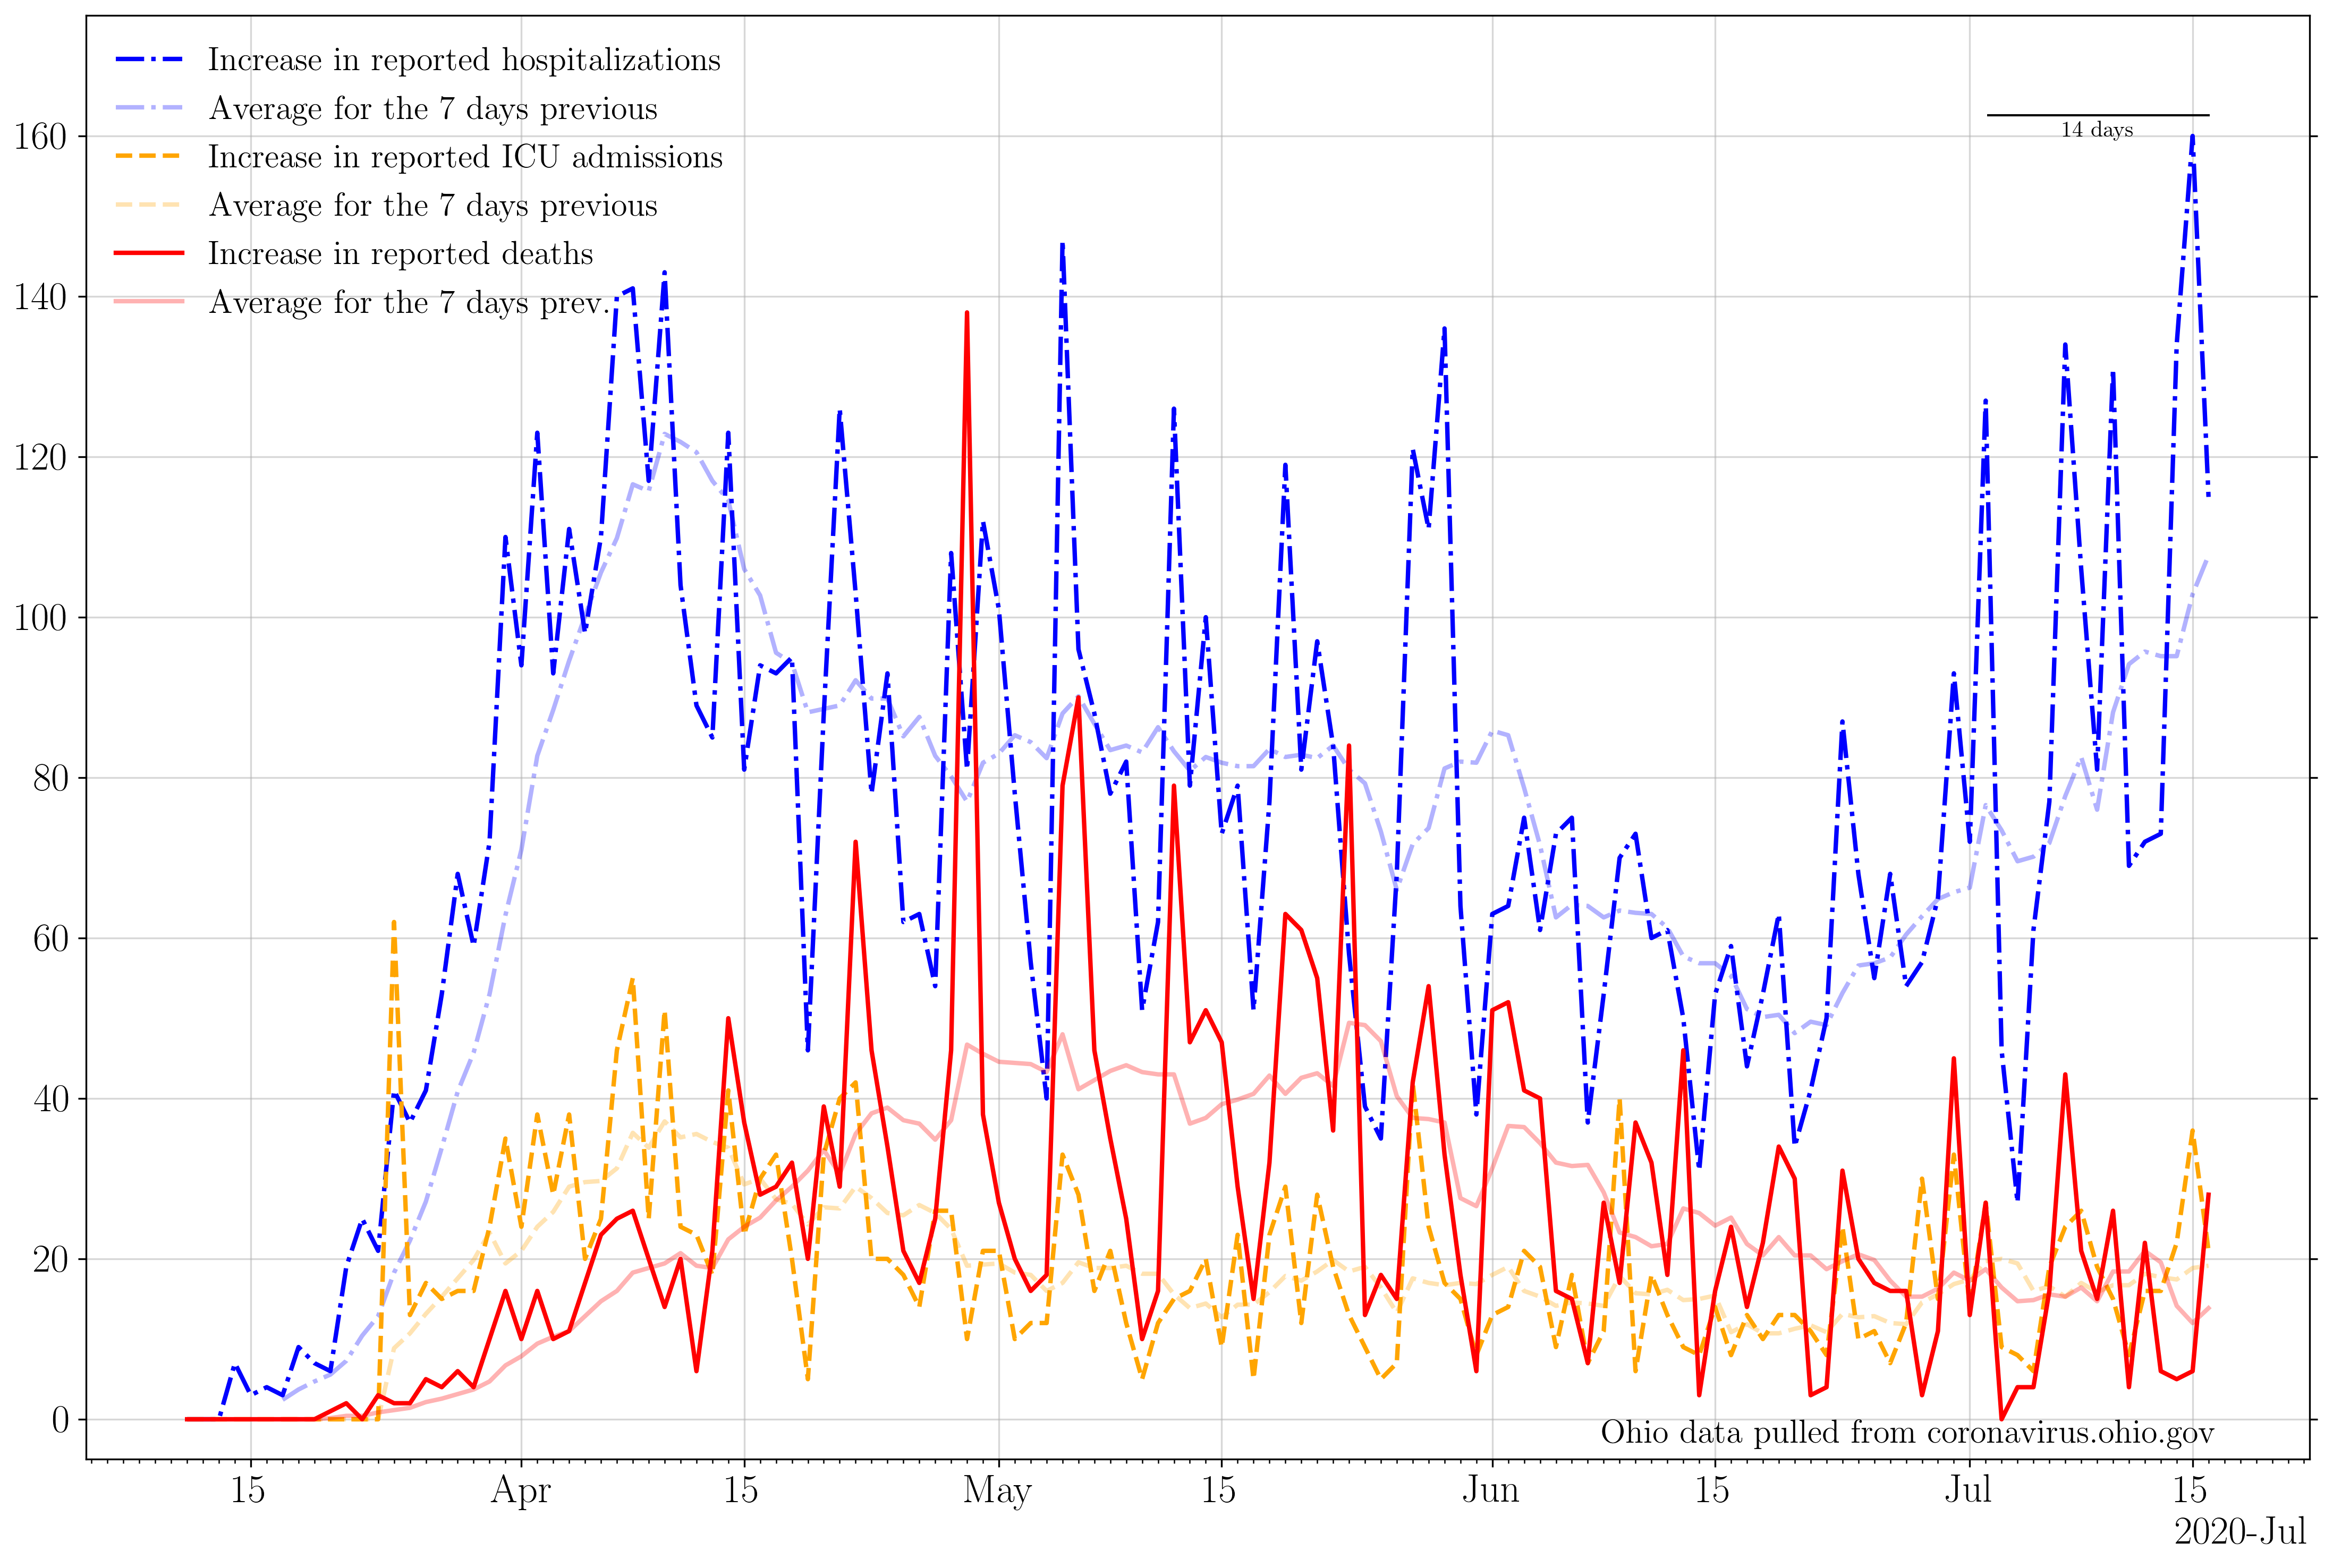 Increase in reported hospitalizations
Average for the 7 days previous
Increase in reported ICU admissions
Average for the 7 days previous
Increase in reported deaths
Average for the 7 days prev.
14 days
160
140
120
100
80
60
40
20
0
Ohio data pulled from coronavirus.ohio.gov
15 Apr 15 May 15 Jun 15 Jul 15
2020-Jul